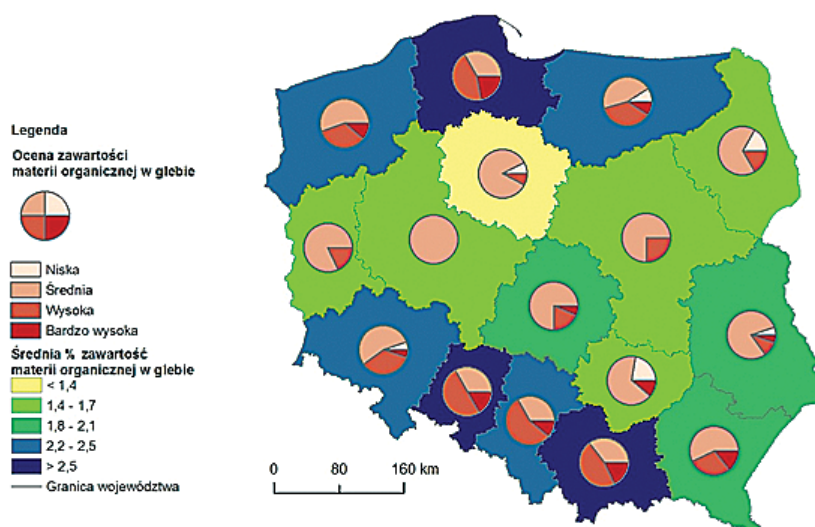 Legenda
Ocena zawartości
materii organicznej w glebie
Niska
Średnia
Wysoka
Bardzo wysoka
Średnia % zawartość
materii organicznej w glebie
< 1,4
1,4 - 1,7
1,8 - 2,1
2,2 - 2,5
> 2,5
Granica województwa
0 80 160 km